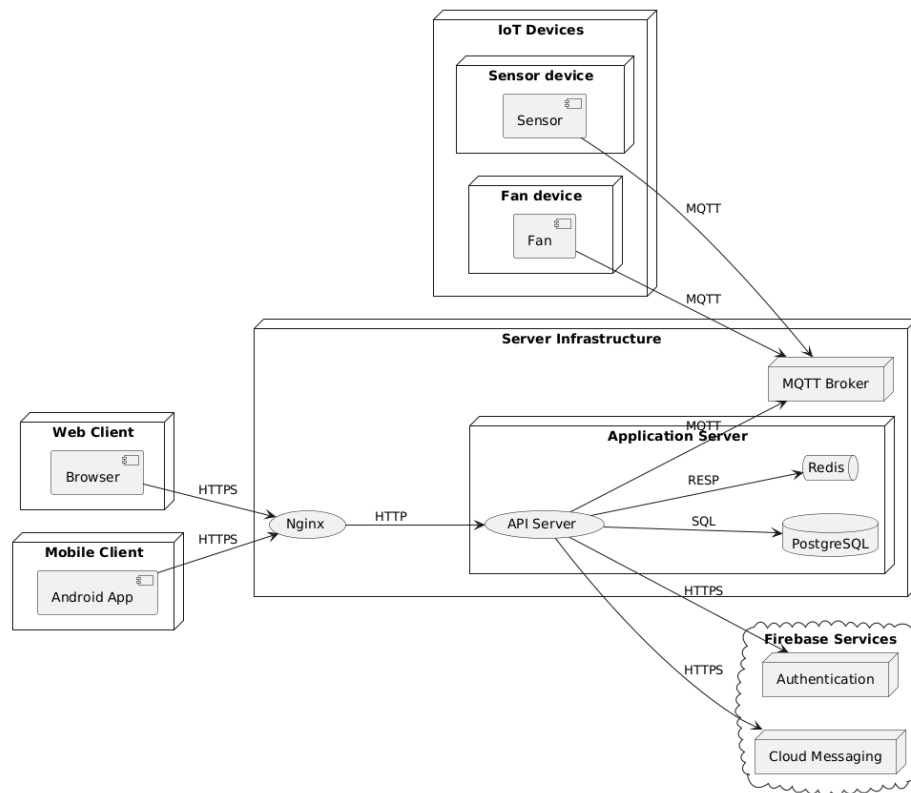 IoT Devices
Sensor device
Sensor
Fan device
Fan
MQTT
MQTT
Server Infrastructure
MQTT Broker
Web Client
Browser
HTTPS
Mobile Client
Android App
HTTPS
Nginx
HTTP
Application Server
API Server
MQTT
RESP
Redis
SQL
PostgreSQL
HTTPS
HTTPS
Firebase Services
Authentication
Cloud Messaging